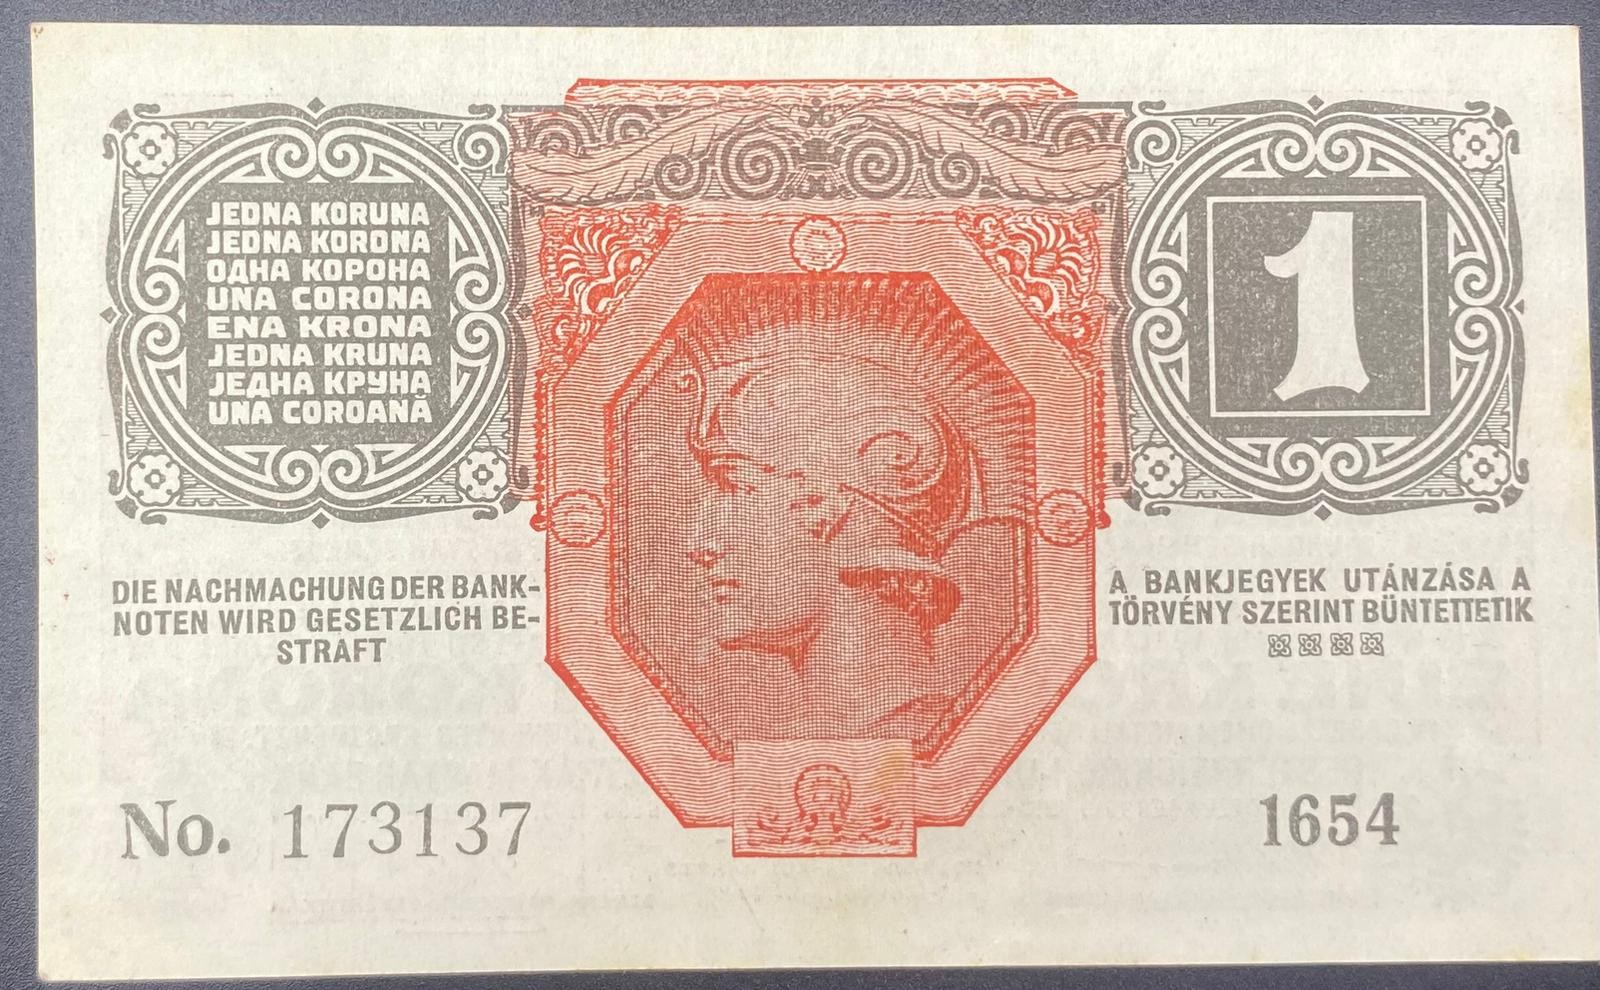 JEDNA KORUNA
JEDNA KORONA
ОДНА КОРОНА
UNA CORONA
ENA KRONA
JEDNA KRUNA
ЈЕДНА КРУНА
UNA COROANĂ
1
DIE NACHMACHUNG DER BANK-
NOTEN WIRD GESETZLICH BE-
STRAFT
A BANKJEGYEK UTÁNZÁSA A
TÖRVÉNY SZERINT BÜNTETTETIK
No. 173137
1654